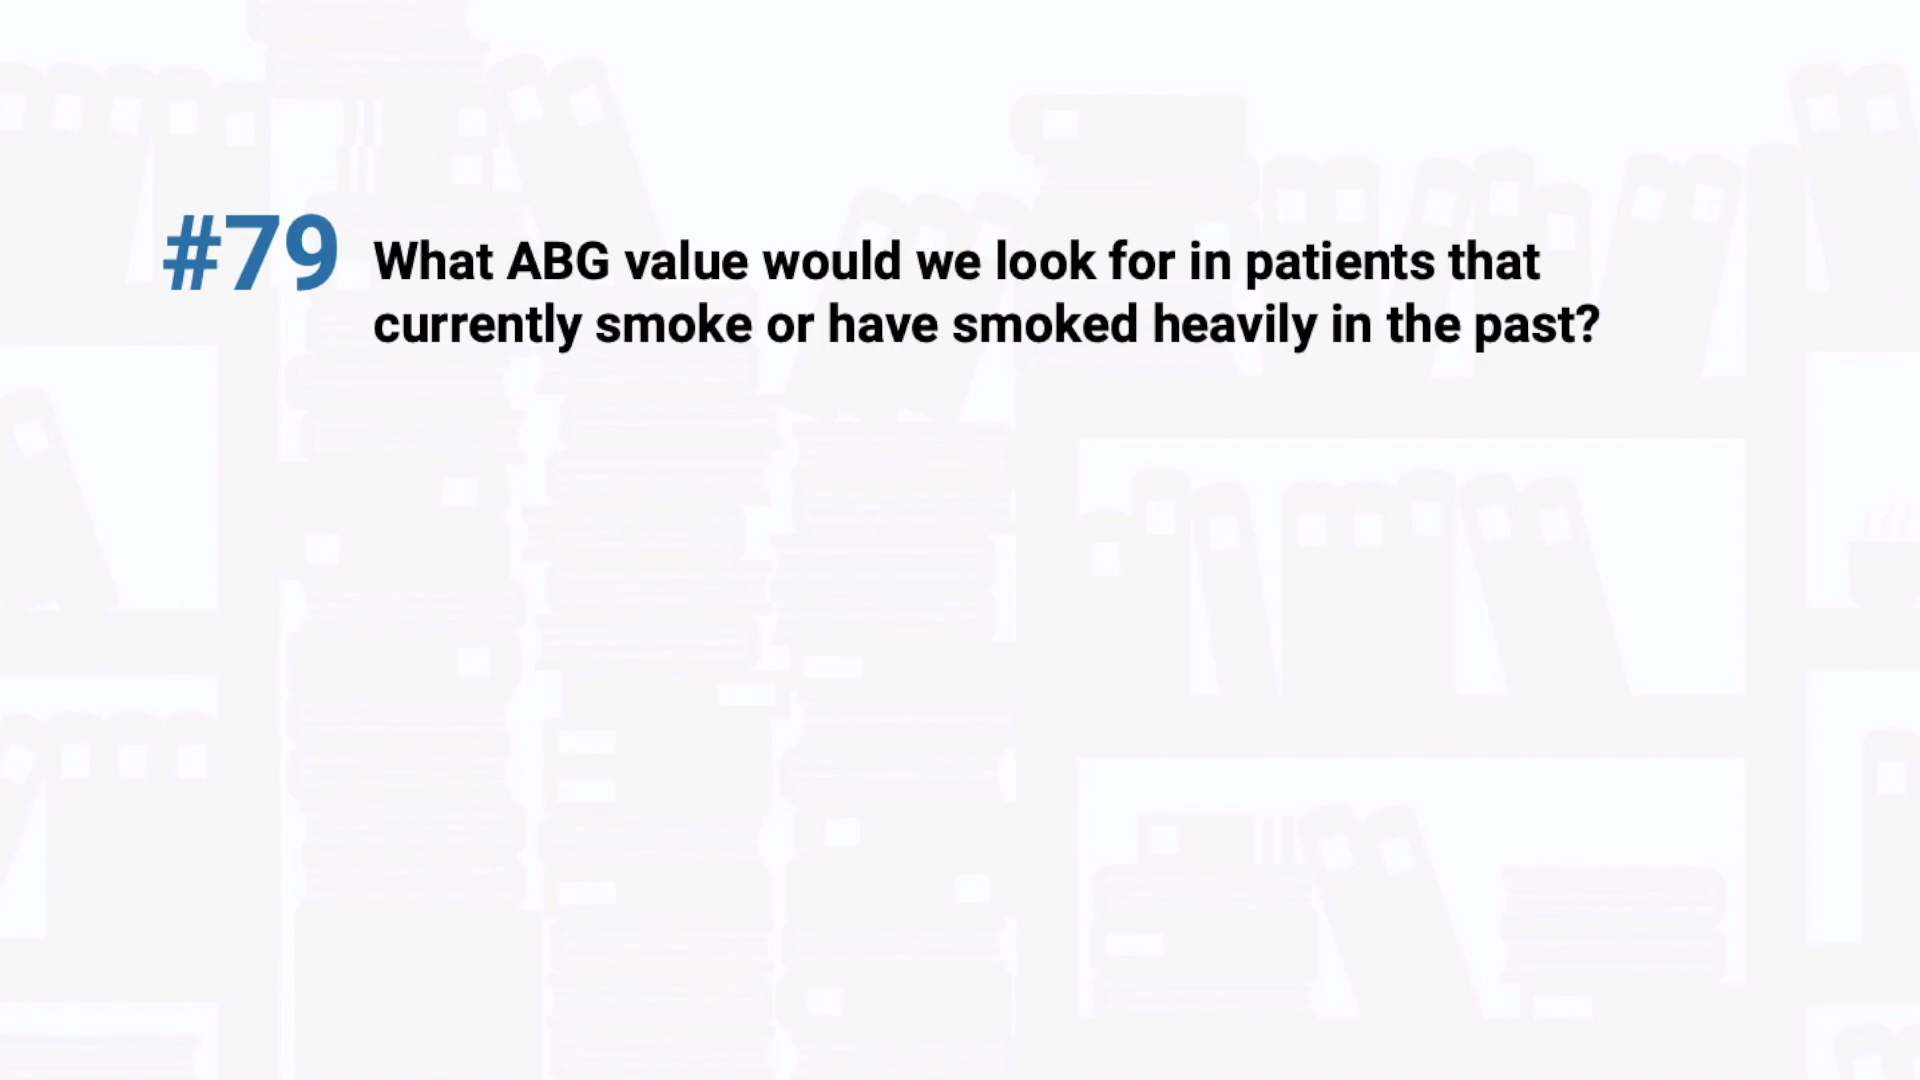 #79 What ABG value would we look for in patients that
currently smoke or have smoked heavily in the past?